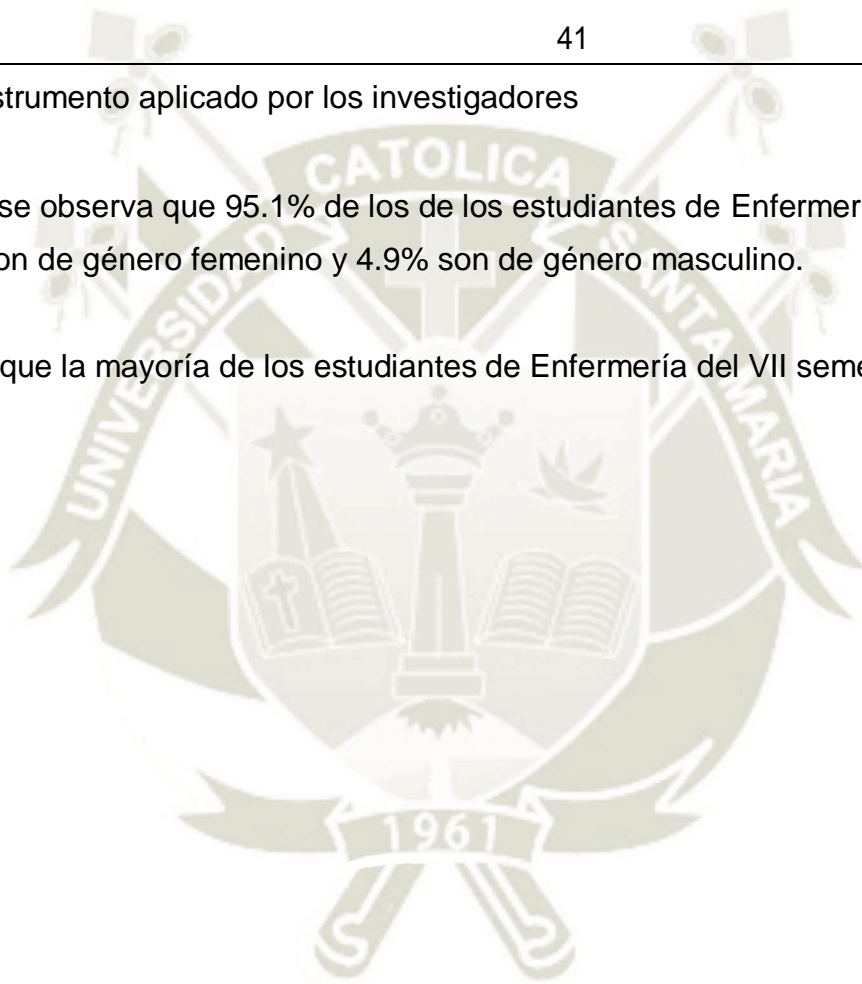 41
strumento aplicado por los investigadores
se observa que 95.1% de los de los estudiantes de Enfermer
on de género femenino y 4.9% son de género masculino.
que la mayoría de los estudiantes de Enfermería del VII seme
UNIVERSIDAD CATOLICA SANTA MARIA
1961